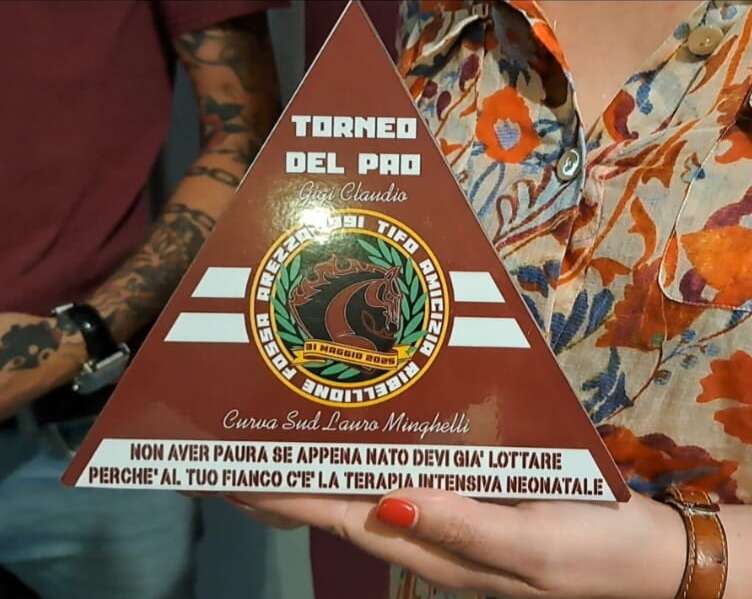 TORNEO
DEL PAO
Gigi Claudio
FOSSA AREZZO 1991 TIFO AMICIZIA RIBELLIONE
31 MAGGIO 2025
Curva Sud Lauro Minghelli
NON AVER PAURA SE APPENA NATO DEVI GIA' LOTTARE
PERCHE' AL TUO FIANCO C'E' LA TERAPIA INTENSIVA NEONATALE